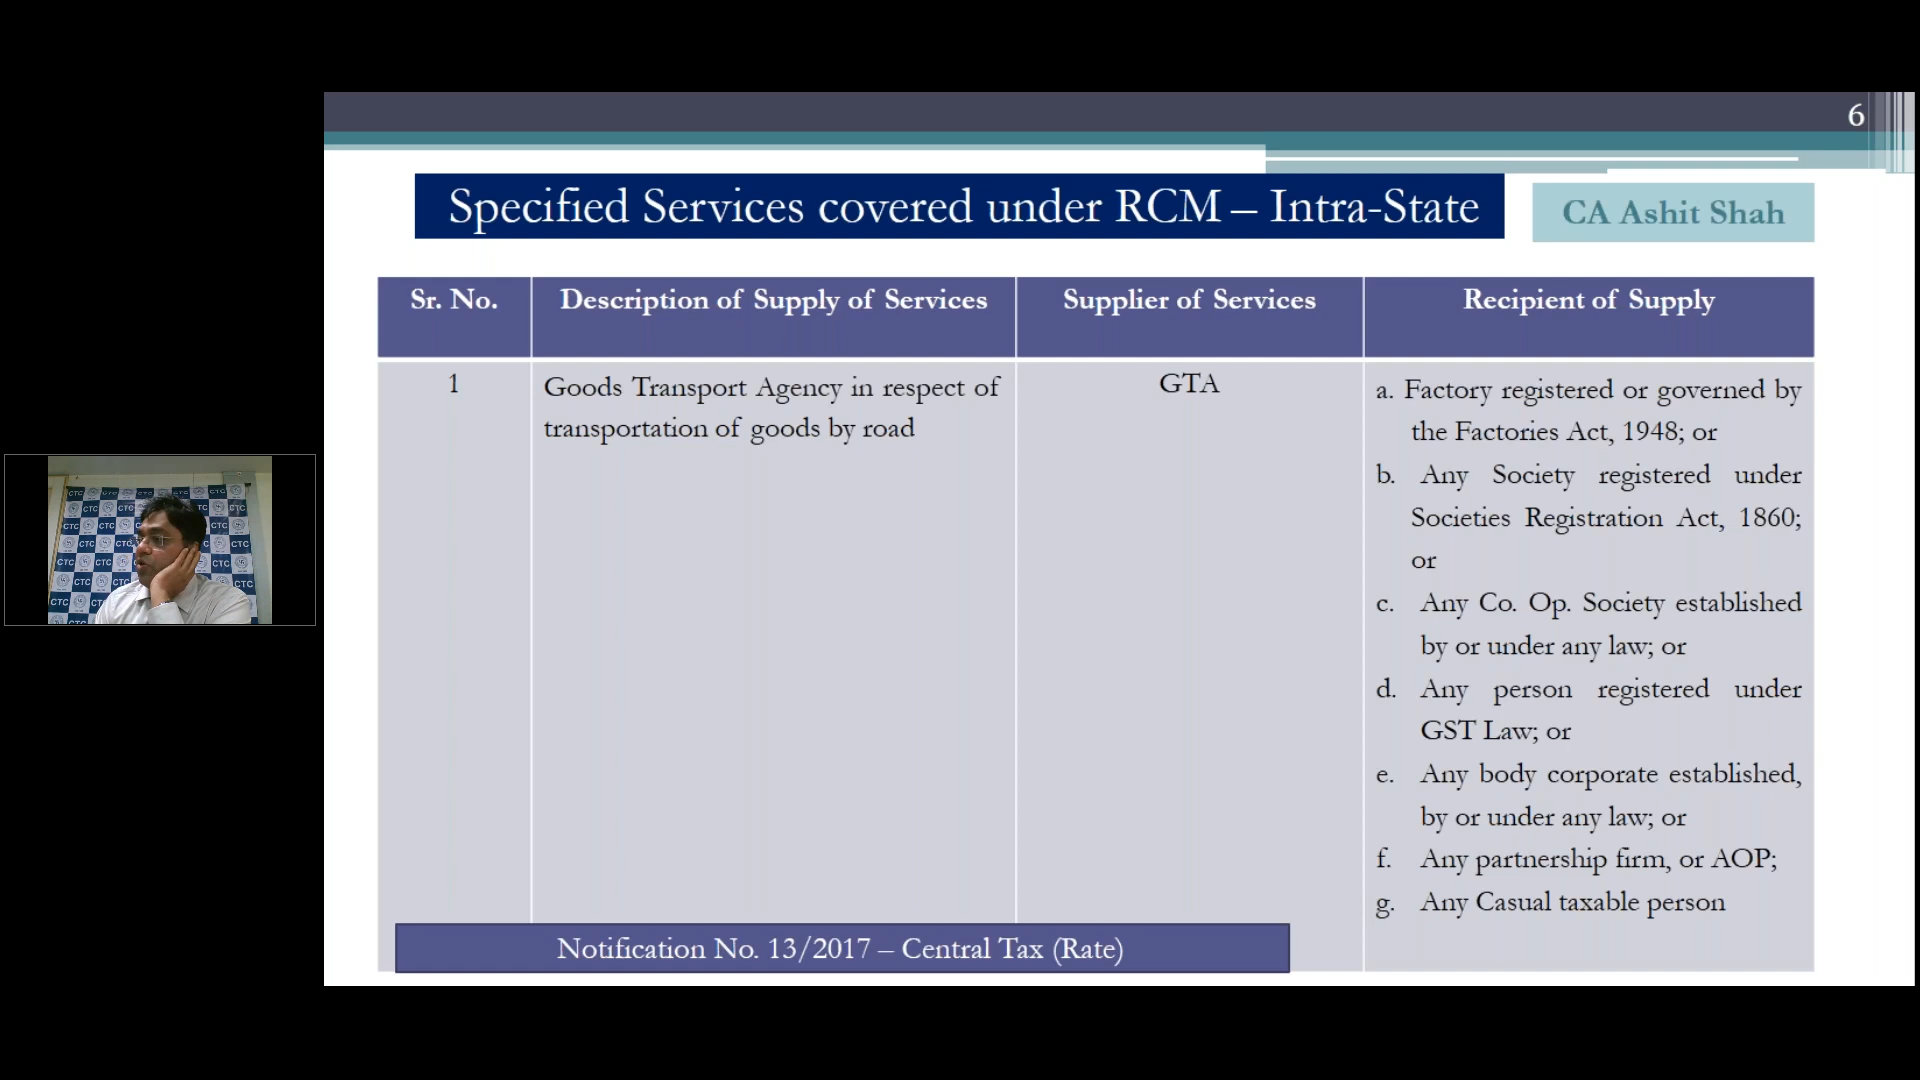 6
Specified Services covered under RCM – Intra-State
CA Ashit Shah
Sr. No.
Description of Supply of Services
Supplier of Services
Recipient of Supply
1
Goods Transport Agency in respect of
transportation of goods by road
GTA
a. Factory registered or governed by
the Factories Act, 1948; or
b. Any Society registered under
Societies Registration Act, 1860;
or
c. Any Co. Op. Society established
by or under any law; or
d. Any person registered under
GST Law; or
e. Any body corporate established,
by or under any law; or
f. Any partnership firm, or AOP;
g. Any Casual taxable person
Notification No. 13/2017 – Central Tax (Rate)
CTC